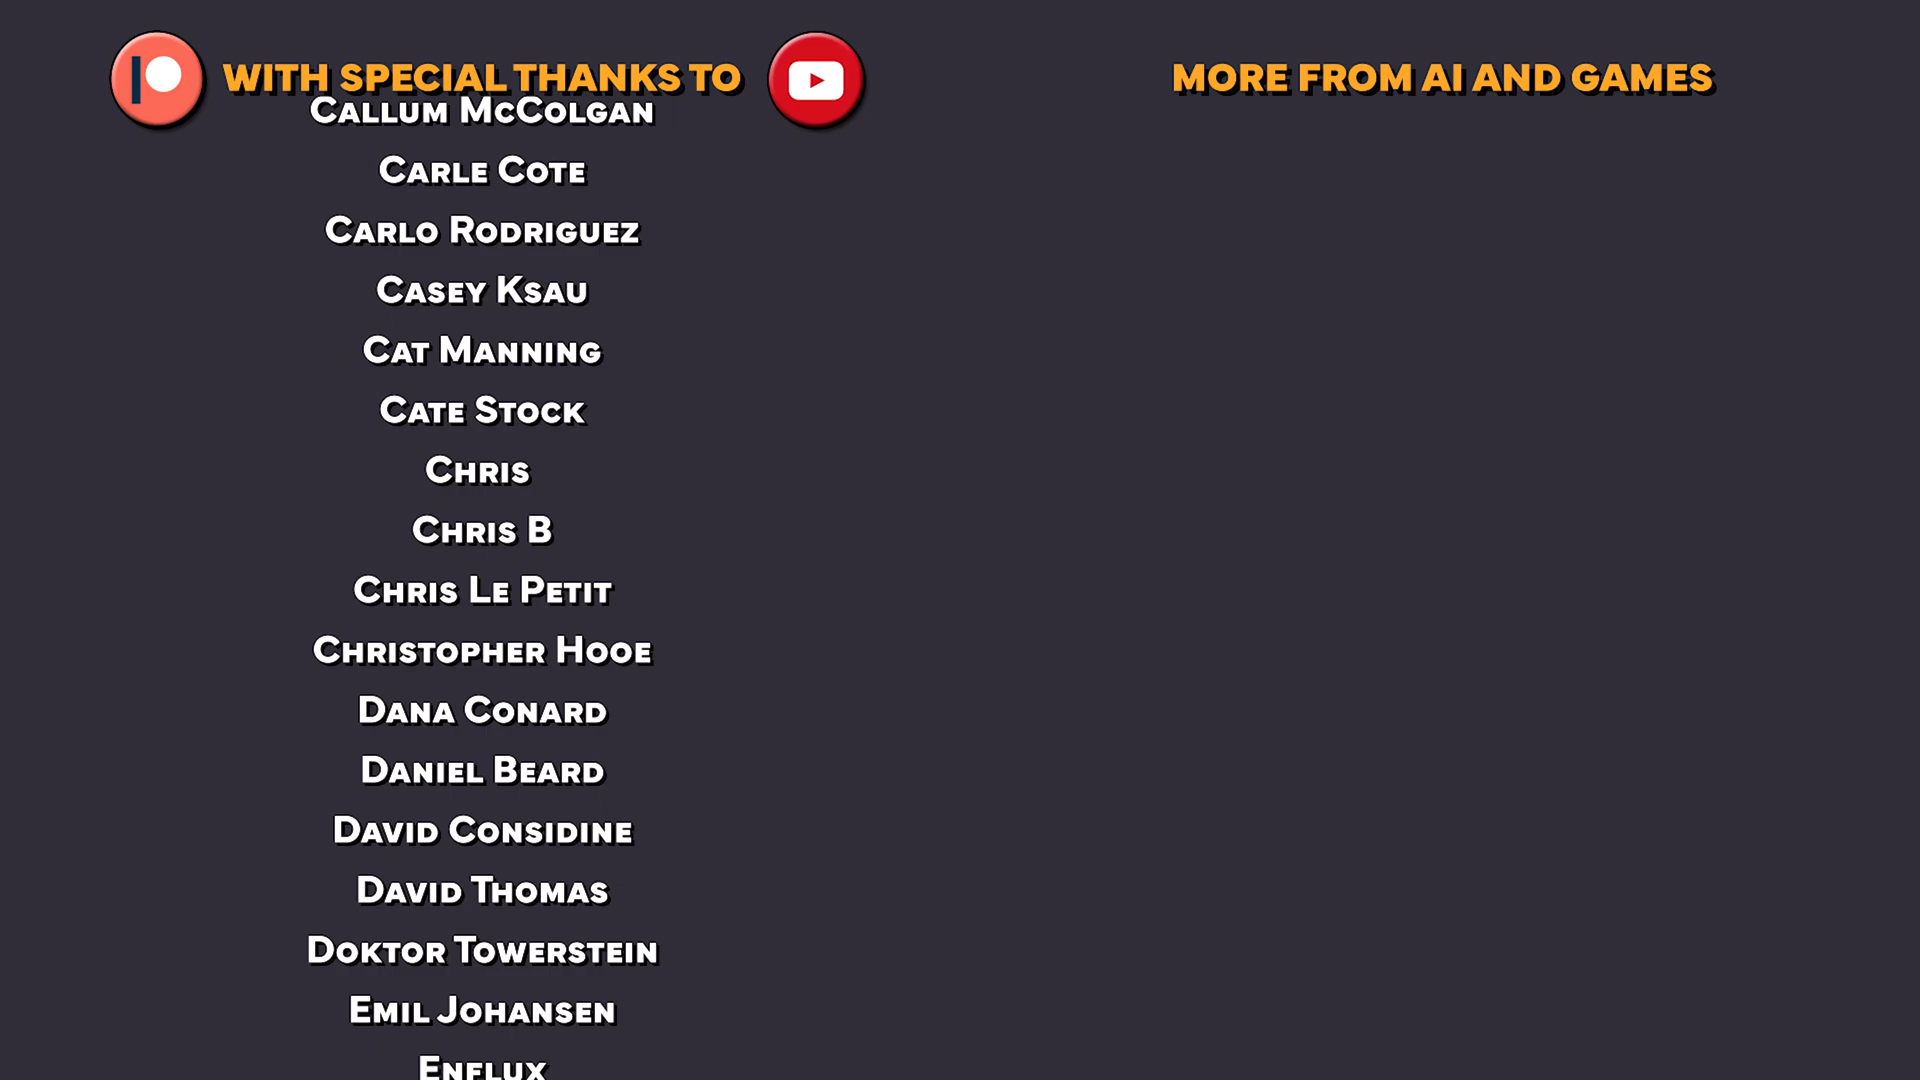 WITH SPECIAL THANKS TO
MORE FROM AI AND GAMES
Callum McColgan
Carle Cote
Carlo Rodriguez
Casey Ksau
Cat Manning
Cate Stock
Chris
Chris B
Chris Le Petit
Christopher Hooe
Dana Conard
Daniel Beard
David Considine
David Thomas
Doktor Towerstein
Emil Johansen
Enflux